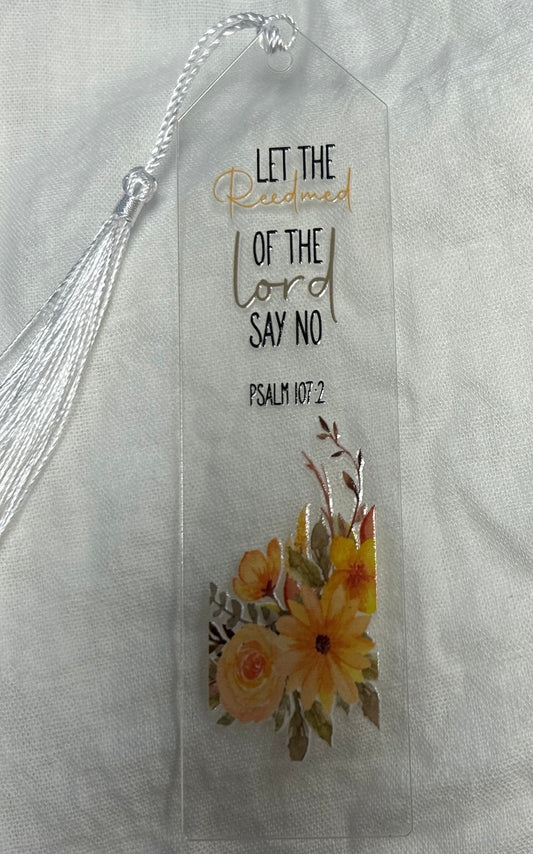 LET THE
Reedmed
OF THE
Lord
SAY NO
PSALM 107:2